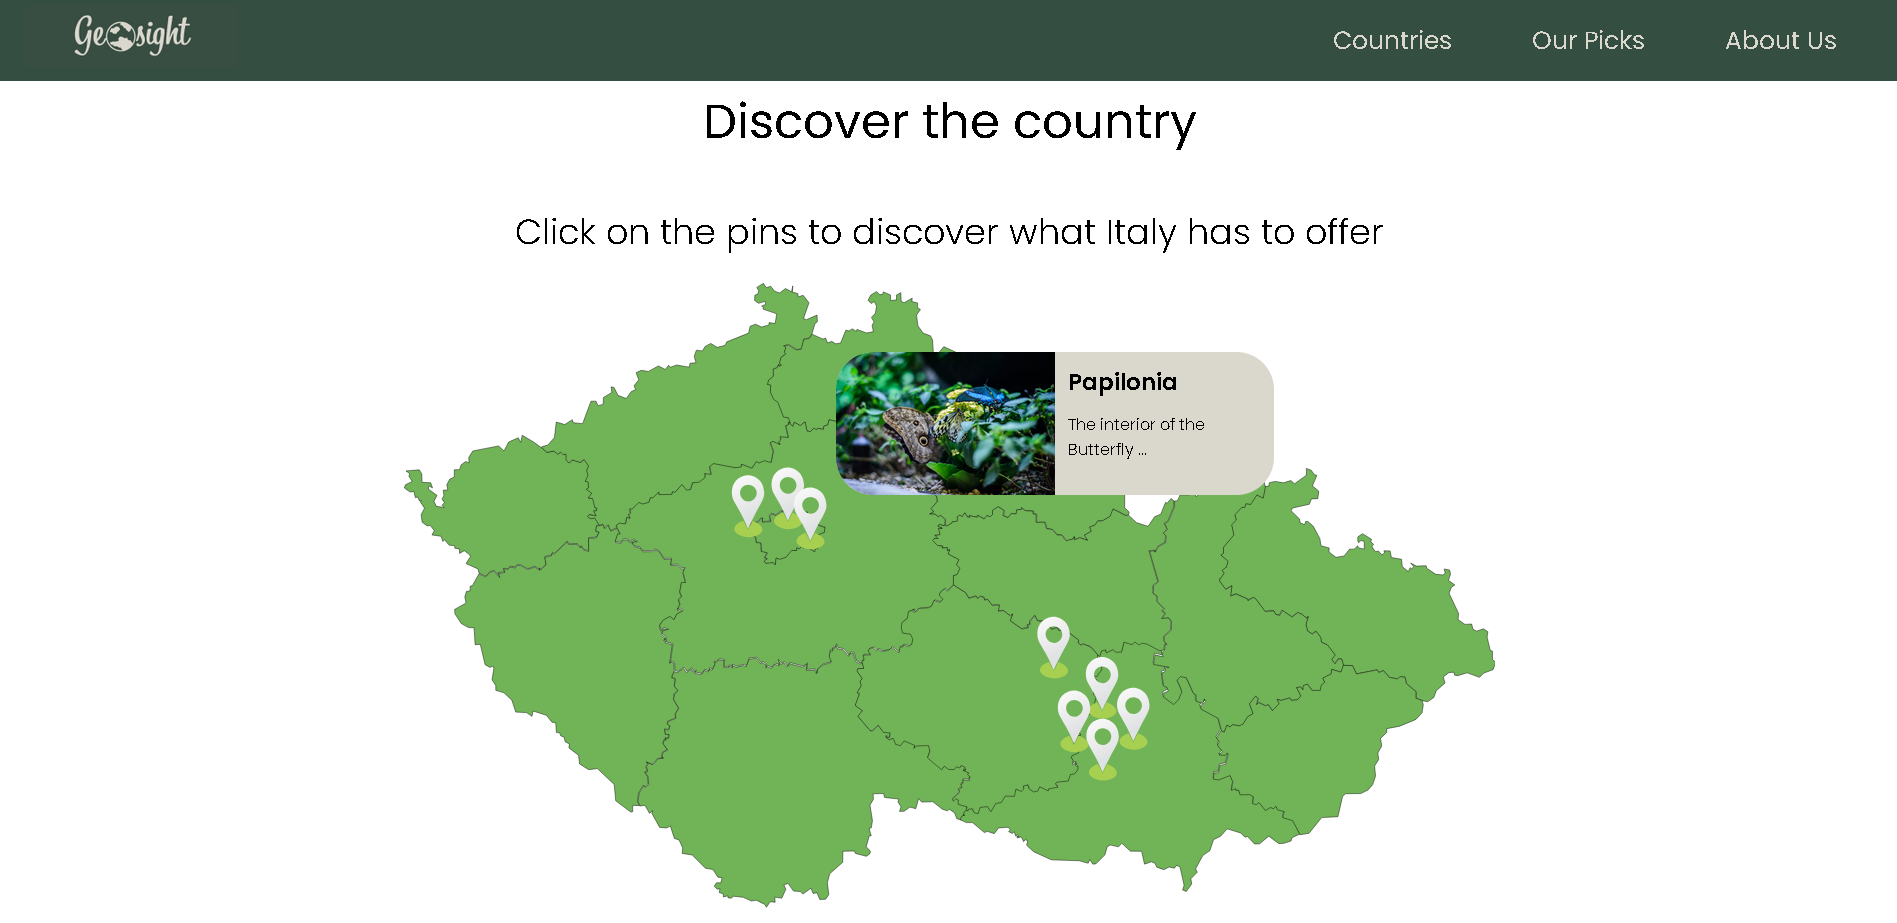 Geosight
Countries
Our Picks
About Us
Discover the country
Click on the pins to discover what Italy has to offer
Papilonia
The interior of the
Butterfly ...